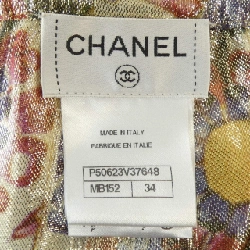 CHANEL
MADE IN ITALY
FABRIQUE EN ITALIE
P50623V37648
MB152 34